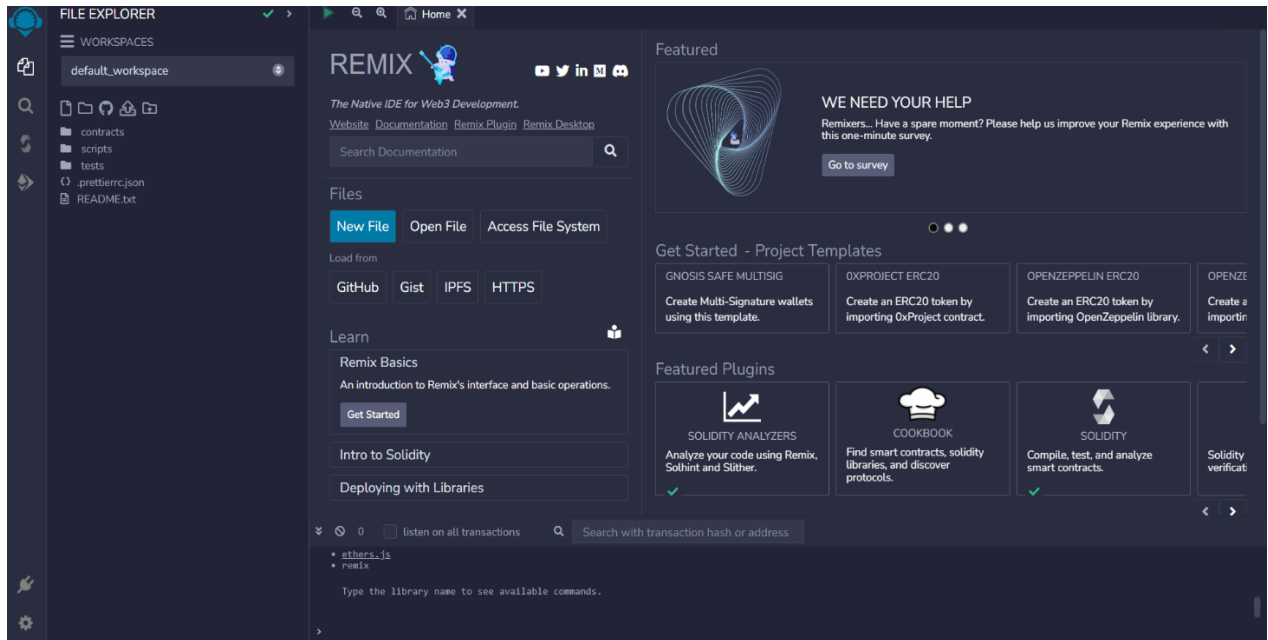 FILE EXPLORER
WORKSPACES
default_workspace
contracts
scripts
tests
.prettierrc.json
README.txt
Home
REMIX
The Native IDE for Web3 Development.
Website Documentation Remix Plugin Remix Desktop
Search Documentation
Files
New File Open File Access File System
Load from
GitHub Gist IPFS HTTPS
Learn
Remix Basics
An introduction to Remix's interface and basic operations.
Get Started
Intro to Solidity
Deploying with Libraries
Featured
WE NEED YOUR HELP
Remixers... Have a spare moment? Please help us improve your Remix experience with
this one-minute survey.
Go to survey
Get Started - Project Templates
GNOSIS SAFE MULTISIG
Create Multi-Signature wallets
using this template.
0XPROJECT ERC20
Create an ERC20 token by
importing 0xProject contract.
OPENZEPPELIN ERC20
Create an ERC20 token by
importing OpenZeppelin library.
OPENZE
Create a
importin
Featured Plugins
SOLIDITY ANALYZERS
Analyze your code using Remix,
Solhint and Slither.
COOKBOOK
Find smart contracts, solidity
libraries, and discover
protocols.
SOLIDITY
Compile, test, and analyze
smart contracts.
Solidity
verificati
0 listen on all transactions Search with transaction hash or address
• ethers.js
• remix
Type the library name to see available commands.
>